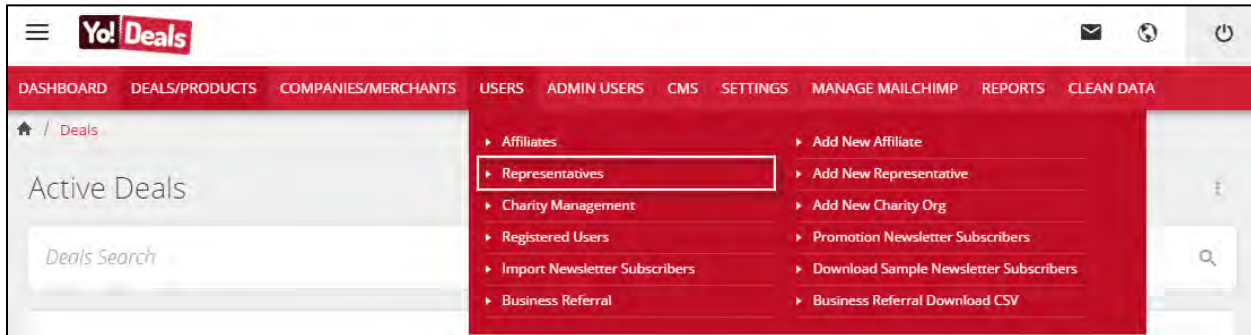 Yo! Deals
DASHBOARD DEALS/PRODUCTS COMPANIES/MERCHANTS USERS ADMIN USERS CMS SETTINGS MANAGE MAILCHIMP REPORTS CLEAN DATA
/ Deals
Active Deals
Deals Search
Affiliates Add New Affiliate
Representatives Add New Representative
Charity Management Add New Charity Org
Registered Users Promotion Newsletter Subscribers
Import Newsletter Subscribers Download Sample Newsletter Subscribers
Business Referral Business Referral Download CSV